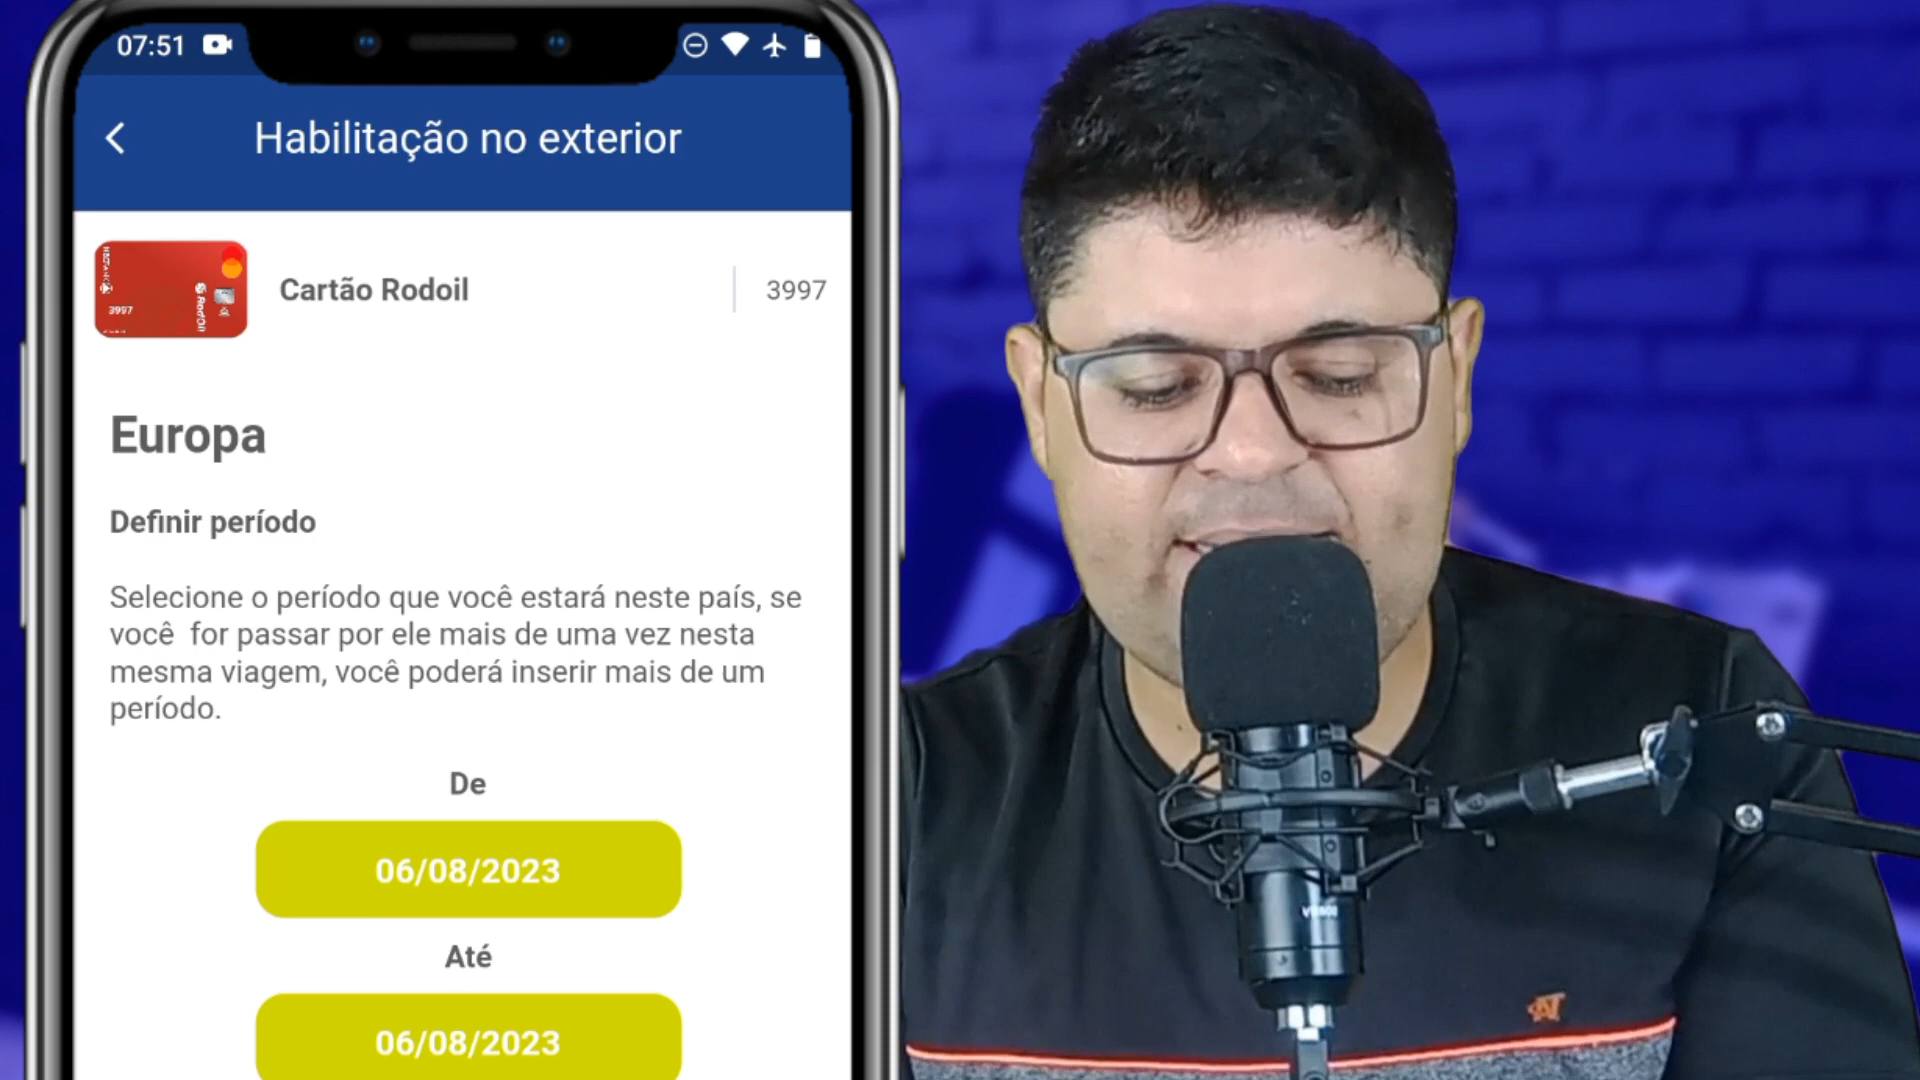 07:51
Habilitação no exterior
3997
RodOil
Cartão Rodoil
3997
Europa
Definir período
Selecione o período que você estará neste país, se
você  for passar por ele mais de uma vez nesta
mesma viagem, você poderá inserir mais de um
período.
De
06/08/2023
Até
06/08/2023